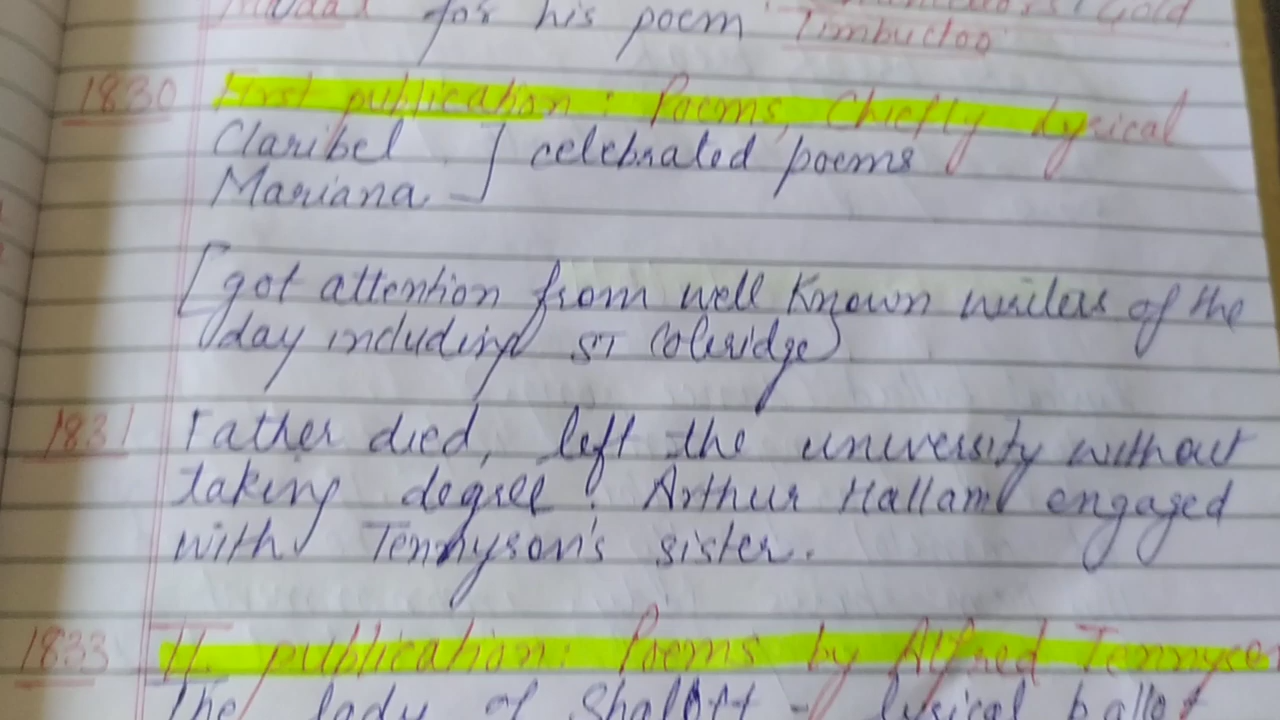 Medal for his poem Timbuctoo Gold
1830 First publication : Poems, Chiefly Lyrical
Claribel ] celebrated poems
Mariana
[got attention from well known writers of the
day including ST Coleridge]
1831 Father died, left the university without
taking degree. Arthur Hallam engaged
with Tennyson's sister.
1833 II publication: Poems by Alfred Tennyson
The lady of Shalott - lyrical ballet